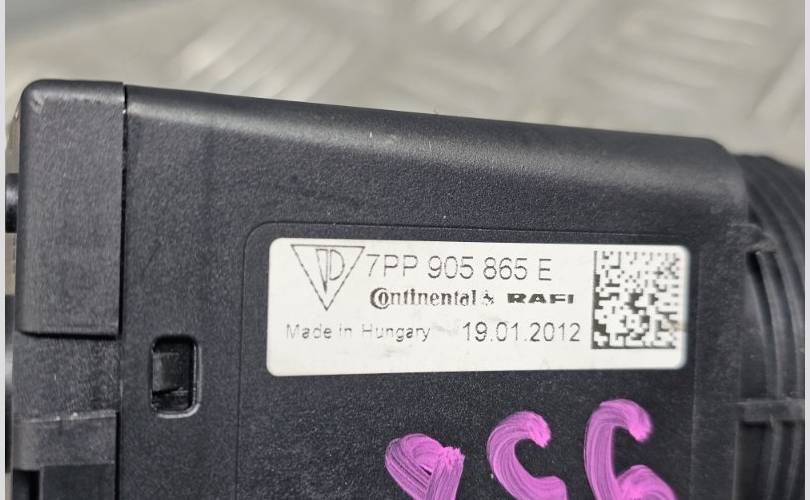 7PP 905 865 E
Continental & RAFI
Made in Hungary 19.01.2012